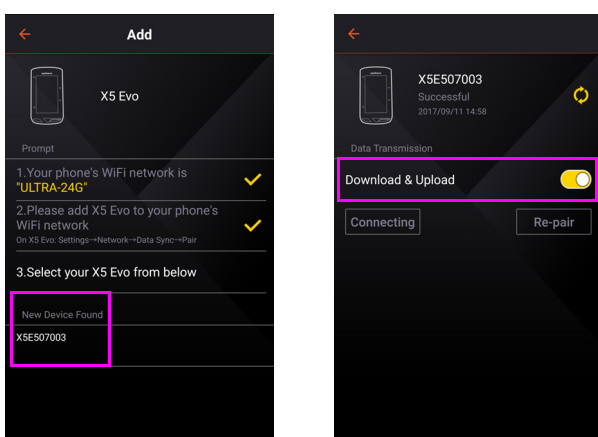 Add
X5 Evo
Prompt
1.Your phone's WiFi network is
"ULTRA-24G"
2.Please add X5 Evo to your phone's
WiFi network
On X5 Evo: Settings→Network→Data Sync→Pair
3.Select your X5 Evo from below
New Device Found
X5E507003
X5E507003
Successful
2017/09/11 14:58
Data Transmission
Download & Upload
Connecting
Re-pair